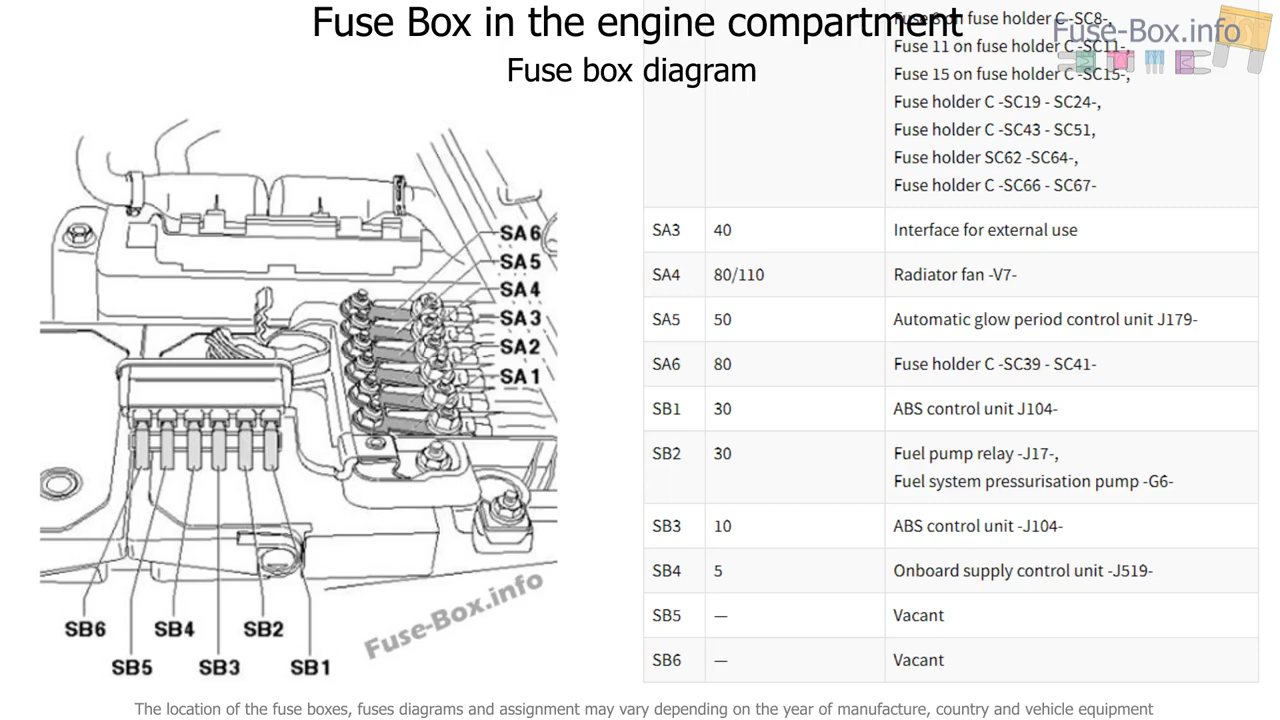 Fuse Box in the engine compartment
Fuse box diagram
Fuse-Box.info
SA6
SA5
SA4
SA3
SA2
SA1
SB6
SB4
SB2
SB5
SB3
SB1
Fuse-Box.info
Fuse 8 on fuse holder C -SC8-,
Fuse 11 on fuse holder C -SC11-,
Fuse 15 on fuse holder C -SC15-,
Fuse holder C -SC19 - SC24-,
Fuse holder C -SC43 - SC51,
Fuse holder SC62 -SC64-,
Fuse holder C -SC66 - SC67-
SA3 40 Interface for external use
SA4 80/110 Radiator fan -V7-
SA5 50 Automatic glow period control unit J179-
SA6 80 Fuse holder C -SC39 - SC41-
SB1 30 ABS control unit J104-
SB2 30 Fuel pump relay -J17-,
Fuel system pressurisation pump -G6-
SB3 10 ABS control unit -J104-
SB4 5 Onboard supply control unit -J519-
SB5 — Vacant
SB6 — Vacant
The location of the fuse boxes, fuses diagrams and assignment may vary depending on the year of manufacture, country and vehicle equipment